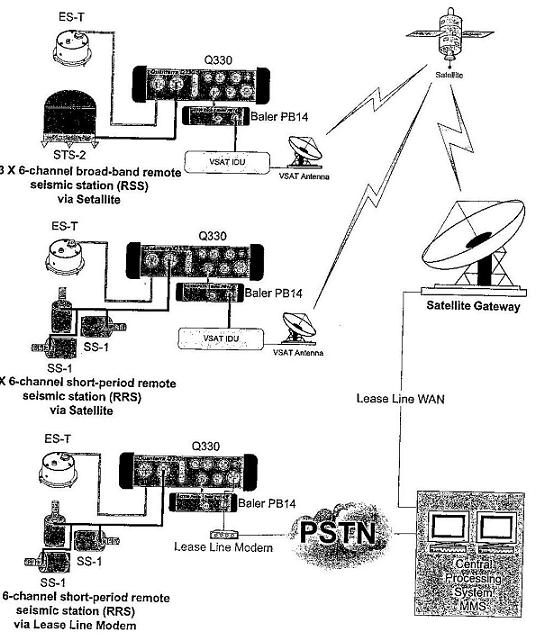 ES-T
Q330
Quanterra Q330
Satellite
Baler PB14
STS-2
VSAT IDU
VSAT Antenna
3 X 6-channel broad-band remote
seismic station (RSS)
via Setallite
ES-T
Q330
Baler PB14
SS-1
VSAT IDU
VSAT Antenna
SS-1
X 6-channel short-period remote
seismic station (RRS)
via Satellite
Satellite Gateway
Lease Line WAN
ES-T
Q330
Quanterra Q330
Baler PB14
Lease Line Modem
PSTN
SS-1
SS-1
6-channel short-period remote
seismic station (RRS)
via Lease Line Modem
Central
Processing
System
MMS